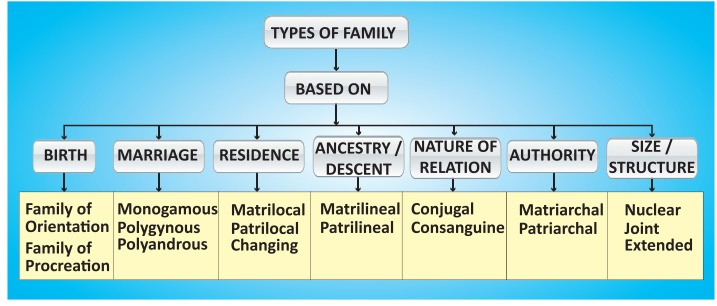 TYPES OF FAMILY
BASED ON
BIRTH
MARRIAGE
RESIDENCE
ANCESTRY /
DESCENT
NATURE OF
RELATION
AUTHORITY
SIZE /
STRUCTURE
Family of
Orientation
Family of
Procreation
Monogamous
Polygynous
Polyandrous
Matrilocal
Patrilocal
Changing
Matrilineal
Patrilineal
Conjugal
Consanguine
Matriarchal
Patriarchal
Nuclear
Joint
Extended